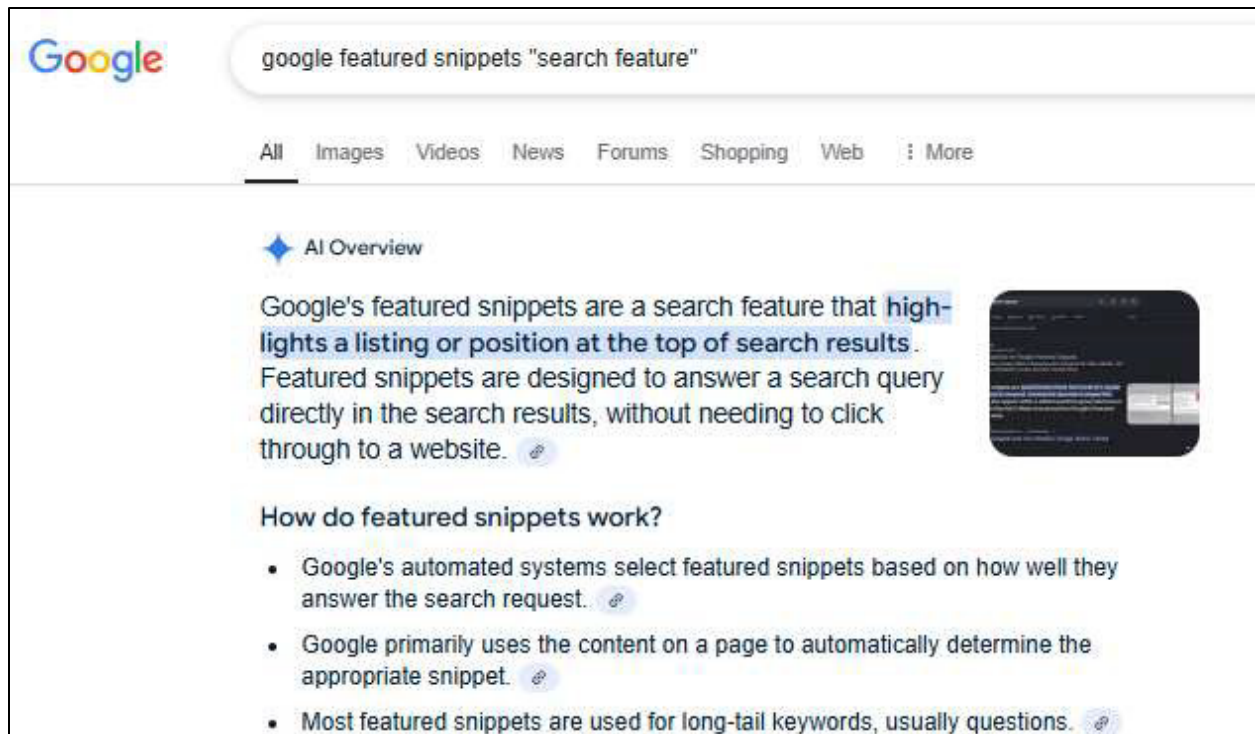 Google
google featured snippets "search feature"
All Images Videos News Forums Shopping Web More
AI Overview
Google's featured snippets are a search feature that high-
lights a listing or position at the top of search results.
Featured snippets are designed to answer a search query
directly in the search results, without needing to click
through to a website.
How do featured snippets work?
• Google's automated systems select featured snippets based on how well they
answer the search request.
• Google primarily uses the content on a page to automatically determine the
appropriate snippet.
• Most featured snippets are used for long-tail keywords, usually questions.